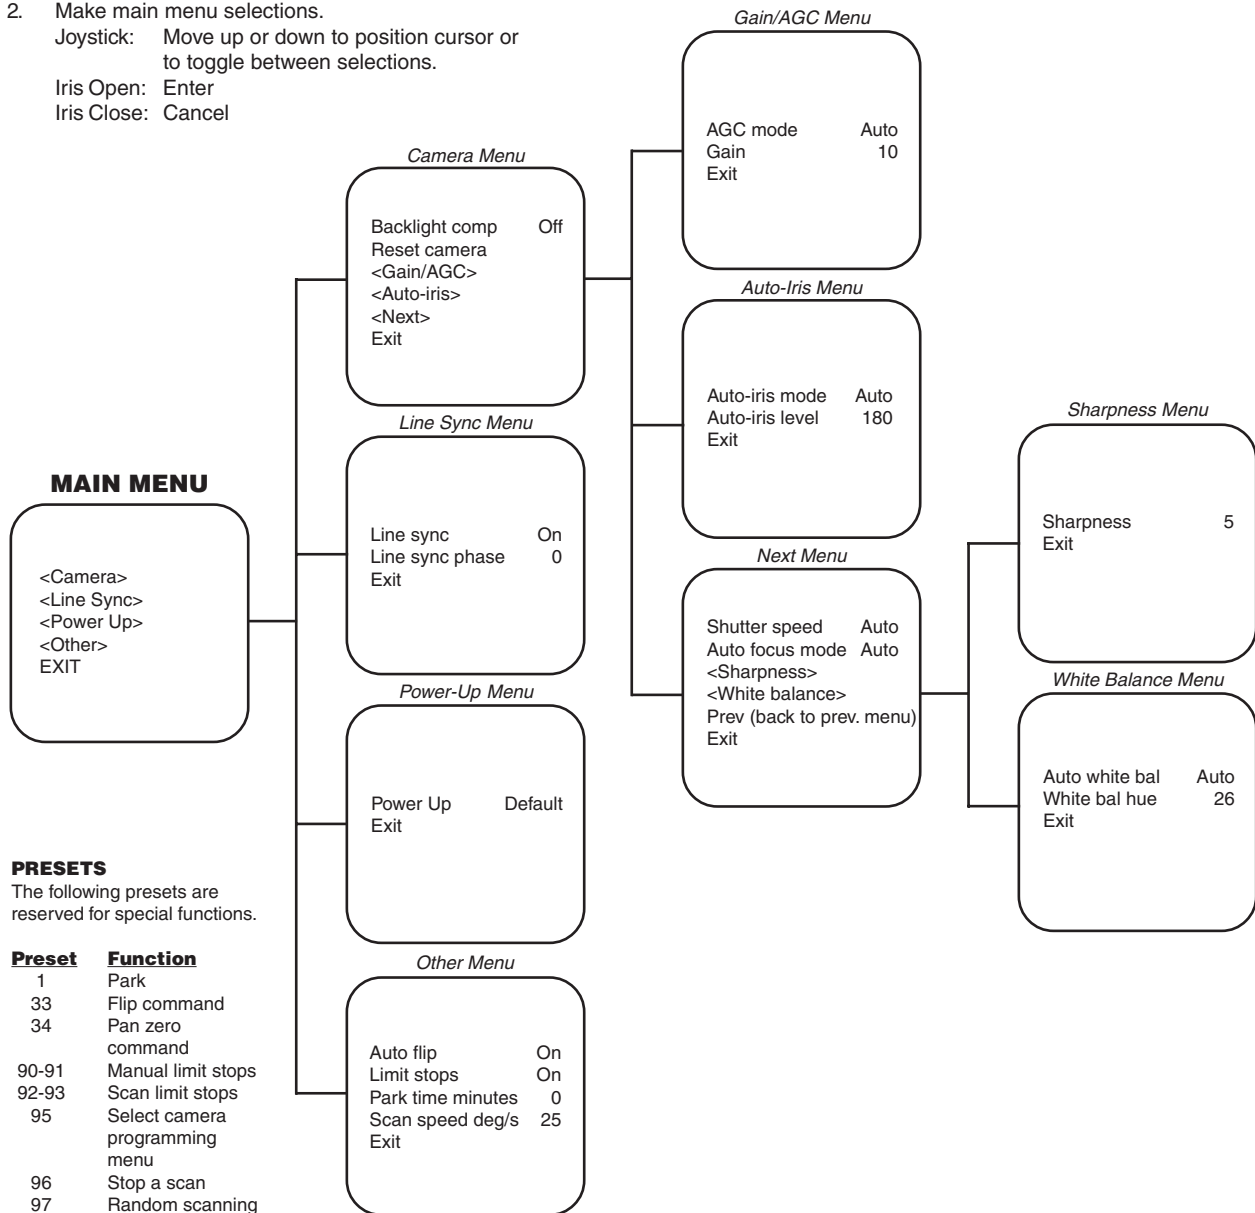 2. Make main menu selections.
Joystick: Move up or down to position cursor or
to toggle between selections.
Iris Open: Enter
Iris Close: Cancel
MAIN MENU
<Camera>
<Line Sync>
<Power Up>
<Other>
EXIT
Camera Menu
Backlight comp Off
Reset camera
<Gain/AGC>
<Auto-iris>
<Next>
Exit
Line Sync Menu
Line sync On
Line sync phase 0
Exit
Power-Up Menu
Power Up Default
Exit
Other Menu
Auto flip On
Limit stops On
Park time minutes 0
Scan speed deg/s 25
Exit
Gain/AGC Menu
AGC mode Auto
Gain 10
Exit
Auto-Iris Menu
Auto-iris mode Auto
Auto-iris level 180
Exit
Next Menu
Shutter speed Auto
Auto focus mode Auto
<Sharpness>
<White balance>
Prev (back to prev. menu)
Exit
Sharpness Menu
Sharpness 5
Exit
White Balance Menu
Auto white bal Auto
White bal hue 26
Exit
PRESETS
The following presets are
reserved for special functions.
Preset Function
1 Park
33 Flip command
34 Pan zero
command
90-91 Manual limit stops
92-93 Scan limit stops
95 Select camera
programming
menu
96 Stop a scan
97 Random scanning